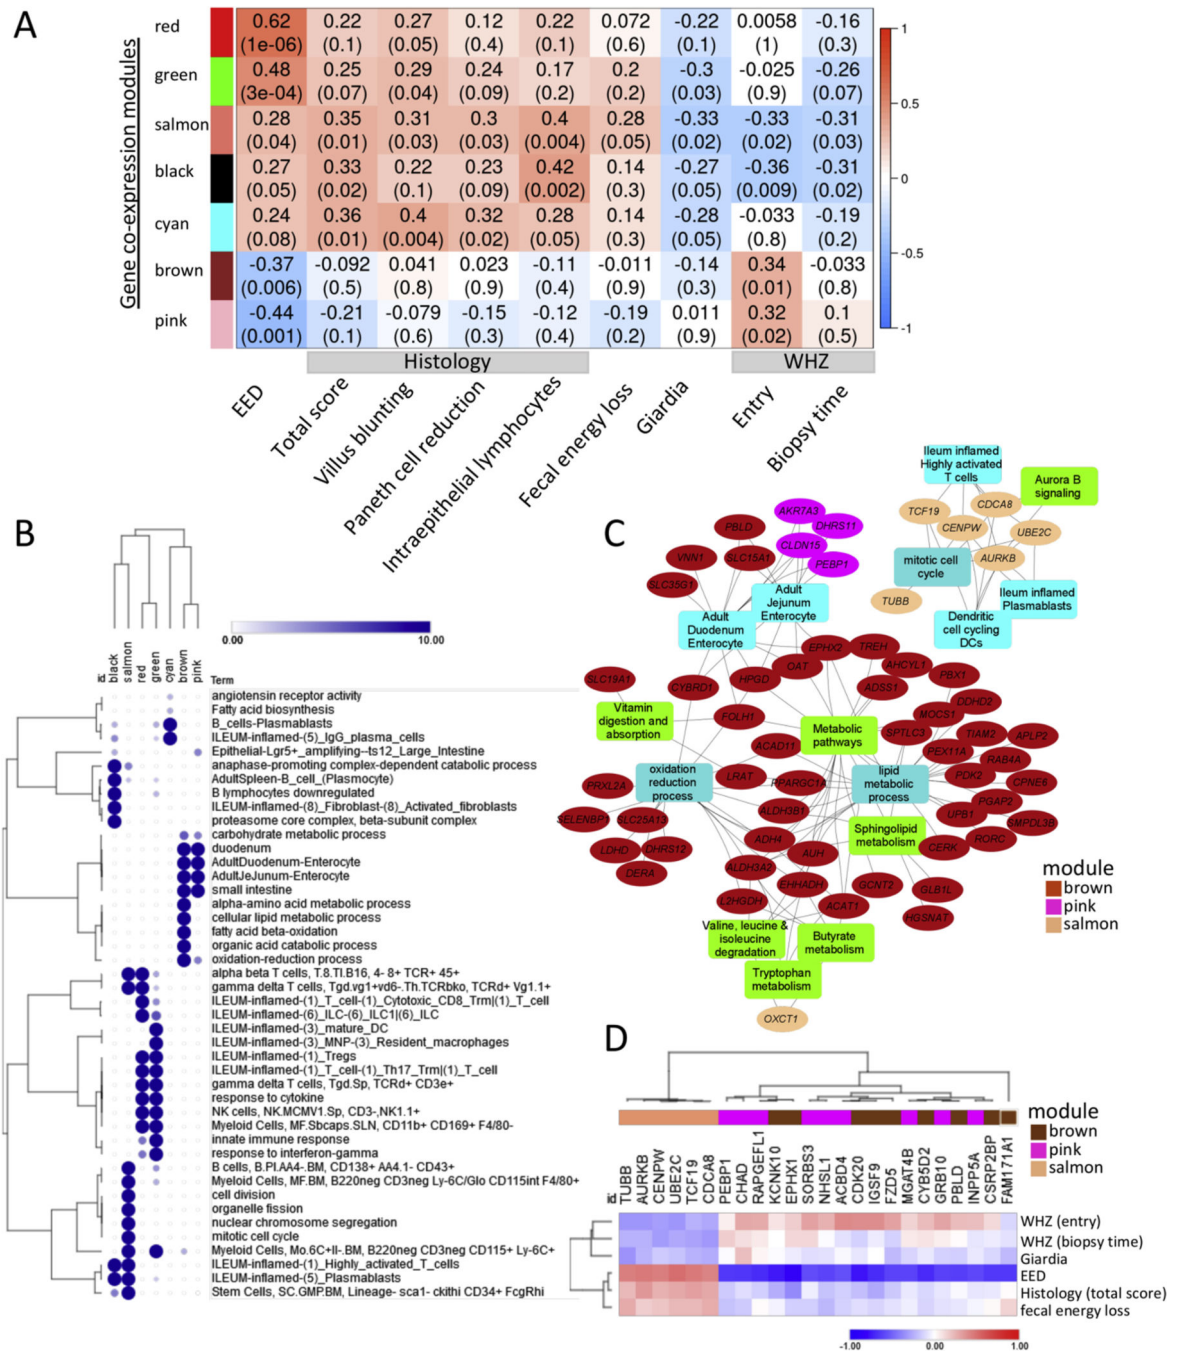 A
Gene co-expression modules
red 0.62 0.22 0.27 0.12 0.22 0.072 -0.22 0.0058 -0.16
(1e-06) (0.1) (0.05) (0.4) (0.1) (0.6) (0.1) (1) (0.3)
green 0.48 0.25 0.29 0.24 0.17 0.2 -0.3 -0.025 -0.26
(3e-04) (0.07) (0.04) (0.09) (0.2) (0.2) (0.03) (0.9) (0.07)
salmon 0.28 0.35 0.31 0.3 0.4 0.28 -0.33 -0.33 -0.31
(0.04) (0.01) (0.03) (0.03) (0.004) (0.05) (0.02) (0.02) (0.03)
black 0.27 0.33 0.22 0.23 0.42 0.14 -0.27 -0.36 -0.31
(0.05) (0.02) (0.1) (0.09) (0.002) (0.3) (0.05) (0.009) (0.02)
cyan 0.24 0.36 0.4 0.32 0.28 0.14 -0.28 -0.033 -0.19
(0.08) (0.01) (0.004) (0.02) (0.05) (0.3) (0.05) (0.8) (0.2)
brown -0.37 -0.092 0.041 0.023 -0.11 -0.011 -0.14 0.34 -0.033
(0.006) (0.5) (0.8) (0.9) (0.4) (0.9) (0.3) (0.01) (0.8)
pink -0.44 -0.21 -0.079 -0.15 -0.12 -0.19 0.011 0.32 0.1
(0.001) (0.1) (0.6) (0.3) (0.4) (0.2) (0.9) (0.02) (0.5)
1
0.5
0
-0.5
-1
Histology
WHZ
EED
Total score
Villus blunting
Paneth cell reduction
Intraepithelial lymphocytes
Fecal energy loss
Giardia
Entry
Biopsy time
B
0.00 10.00
id black salmon red green cyan brown pink Term
angiotensin receptor activity
Fatty acid biosynthesis
B_cells-Plasmablasts
ILEUM-inflamed-(5)_IgG_plasma_cells
Epithelial-Lgr5+_amplifying--ts12_Large_Intestine
anaphase-promoting complex-dependent catabolic process
AdultSpleen-B_cell_(Plasmocyte)
B lymphocytes downregulated
ILEUM-inflamed-(8)_Fibroblast-(8)_Activated_fibroblasts
proteasome core complex, beta-subunit complex
carbohydrate metabolic process
duodenum
AdultDuodenum-Enterocyte
AdultJeJunum-Enterocyte
small intestine
alpha-amino acid metabolic process
cellular lipid metabolic process
fatty acid beta-oxidation
organic acid catabolic process
oxidation-reduction process
alpha beta T cells, T.8.TI.B16, 4- 8+ TCR+ 45+
gamma delta T cells, Tgd.vg1+vd6-.Th.TCRbko, TCRd+ Vg1.1+
ILEUM-inflamed-(1)_T_cell-(1)_Cytotoxic_CD8_Trm|(1)_T_cell
ILEUM-inflamed-(6)_ILC-(6)_ILC1|(6)_ILC
ILEUM-inflamed-(3)_mature_DC
ILEUM-inflamed-(3)_MNP-(3)_Resident_macrophages
ILEUM-inflamed-(1)_Tregs
ILEUM-inflamed-(1)_T_cell-(1)_Th17_Trm|(1)_T_cell
gamma delta T cells, Tgd.Sp, TCRd+ CD3e+
response to cytokine
NK cells, NK.MCMV1.Sp, CD3-,NK1.1+
Myeloid Cells, MF.Sbcaps.SLN, CD11b+ CD169+ F4/80-
innate immune response
response to interferon-gamma
B cells, B.PI.AA4-.BM, CD138+ AA4.1- CD43+
Myeloid Cells, MF.BM, B220neg CD3neg Ly-6C/Glo CD115int F4/80+
cell division
organelle fission
nuclear chromosome segregation
mitotic cell cycle
Myeloid Cells, Mo.6C+II-.BM, B220neg CD3neg CD115+ Ly-6C+
ILEUM-inflamed-(1)_Highly_activated_T_cells
ILEUM-inflamed-(5)_Plasmablasts
Stem Cells, SC.GMP.BM, Lineage- sca1- ckithi CD34+ FcgRhi
C
Ileum inflamed
Highly activated
T cells
Aurora B
signaling
TCF19
CDCA8
CENPW
UBE2C
AURKB
mitotic cell
cycle
TUBB
Ileum inflamed
Plasmablasts
Dendritic
cell cycling
DCs
AKR7A3
DHRS11
CLDN15
PEBP1
PBLD
VNN1
SLC15A1
SLC35G1
Adult
Jejunum
Enterocyte
Adult
Duodenum
Enterocyte
EPHX2
TREH
OAT
AHCYL1
HPGD
CYBRD1
ADSS1
PBX1
SLC19A1
Vitamin
digestion and
absorption
FOLH1
Metabolic
pathways
DDHD2
MOCS1
SPTLC3
TIAM2
APLP2
ACAD11
PEX11A
RAB4A
oxidation
reduction
process
LRAT
PPARGC1A
lipid
metabolic
process
PDK2
CPNE6
PRXL2A
PGAP2
ALDH3B1
UPB1
SMPDL3B
SELENBP1
SLC25A13
ADH4
Sphingolipid
metabolism
RORC
CERK
LDHD
DHRS12
AUH
DERA
ALDH3A2
EHHADH
GCNT2
GLB1L
L2HGDH
ACAT1
HGSNAT
Valine, leucine &
isoleucine
degradation
Butyrate
metabolism
Tryptophan
metabolism
OXCT1
module
brown
pink
salmon
D
module
brown
pink
salmon
id TUBB AURKB CENPW UBE2C TCF19 CDCA8 PEBP1 CHAD RAPGEFL1 KCNK10 EPHX1 SORBS3 NHSL1 ACBD4 CDK20 IGSF9 FZD5 MGAT4B CYB5D2 GRB10 PBLD INPP5A CSRP2BP FAM171A1
WHZ (entry)
WHZ (biopsy time)
Giardia
EED
Histology (total score)
fecal energy loss
-1.00 0.00 1.00